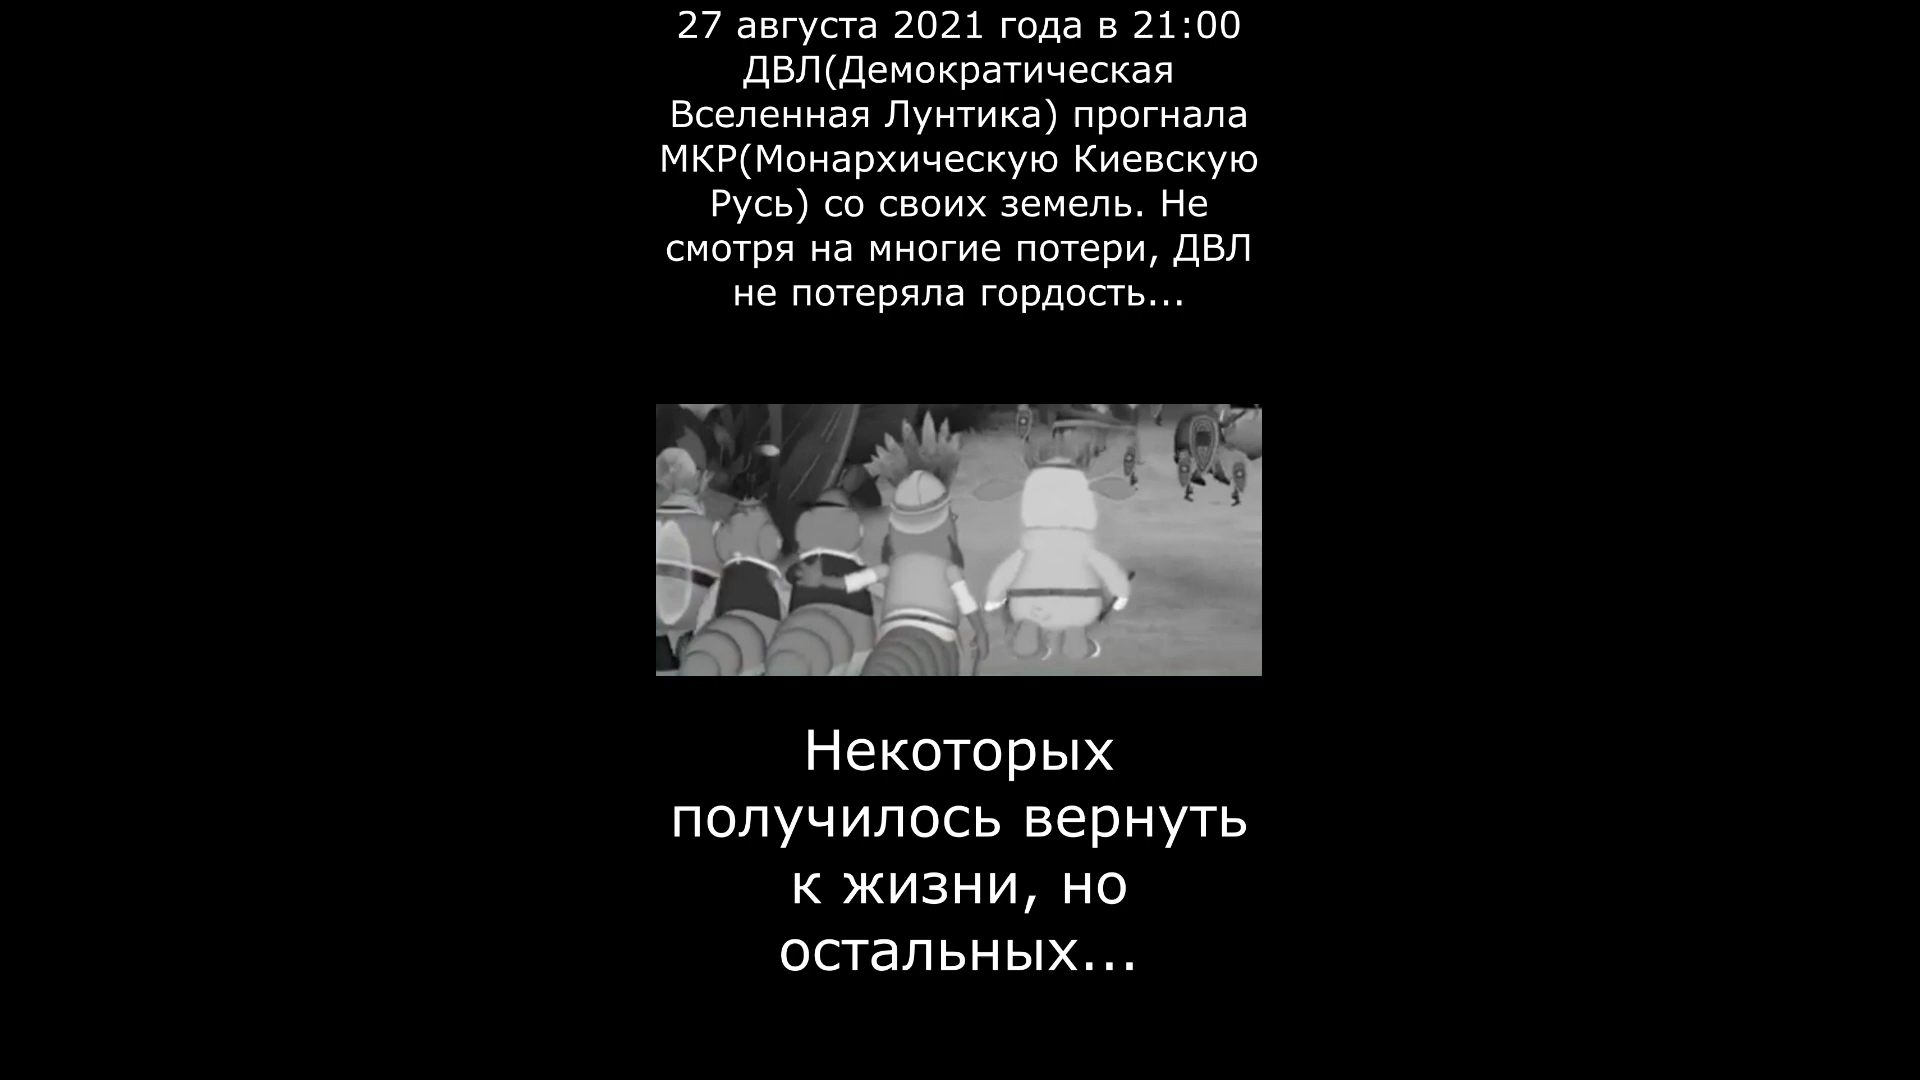 27 августа 2021 года в 21:00
ДВЛ(Демократическая
Вселенная Лунтика) прогнала
МКР(Монархическую Киевскую
Русь) со своих земель. Не
смотря на многие потери, ДВЛ
не потеряла гордость...
Некоторых
получилось вернуть
к жизни, но
остальных...